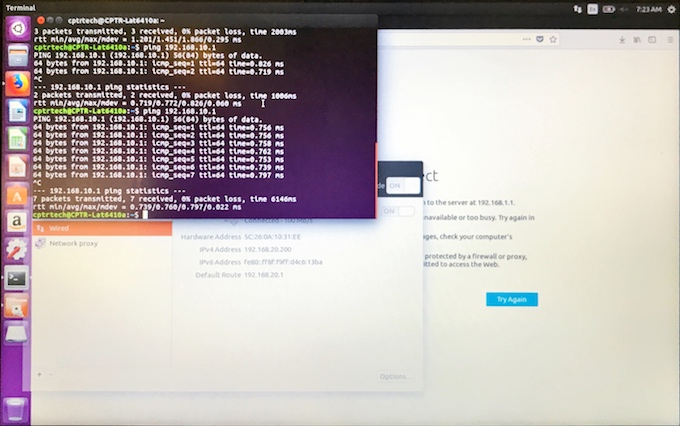 Terminal
7:23 AM
cptrtech@CPTR-Lat6410a: ~
3 packets transmitted, 3 received, 0% packet loss, time 2003ms
rtt min/avg/max/mdev = 1.201/1.451/1.866/0.295 ms
cptrtech@CPTR-Lat6410a:~$ ping 192.168.10.1
PING 192.168.10.1 (192.168.10.1) 56(84) bytes of data.
64 bytes from 192.168.10.1: icmp_seq=1 ttl=64 time=0.826 ms
64 bytes from 192.168.10.1: icmp_seq=2 ttl=64 time=0.719 ms
^C
--- 192.168.10.1 ping statistics ---
2 packets transmitted, 2 received, 0% packet loss, time 1006ms
rtt min/avg/max/mdev = 0.719/0.772/0.826/0.060 ms
cptrtech@CPTR-Lat6410a:~$ ping 192.168.10.1
PING 192.168.10.1 (192.168.10.1) 56(84) bytes of data.
64 bytes from 192.168.10.1: icmp_seq=1 ttl=64 time=0.756 ms
64 bytes from 192.168.10.1: icmp_seq=2 ttl=64 time=0.756 ms
64 bytes from 192.168.10.1: icmp_seq=3 ttl=64 time=0.758 ms
64 bytes from 192.168.10.1: icmp_seq=4 ttl=64 time=0.762 ms
64 bytes from 192.168.10.1: icmp_seq=5 ttl=64 time=0.753 ms
64 bytes from 192.168.10.1: icmp_seq=6 ttl=64 time=0.739 ms
64 bytes from 192.168.10.1: icmp_seq=7 ttl=64 time=0.797 ms
^C
--- 192.168.10.1 ping statistics ---
7 packets transmitted, 7 received, 0% packet loss, time 6146ms
rtt min/avg/max/mdev = 0.739/0.760/0.797/0.022 ms
cptrtech@CPTR-Lat6410a:~$
ect
de ON
n to the server at 192.168.1.1.
ON
unavailable or too busy. Try again in
Wired
Connected - 100 Mb/s
Network proxy
Hardware Address 5C:26:0A:10:31:EE
IPv4 Address 192.168.20.200
IPv6 Address fe80::ff9f:f9ff:d4c6:13ba
Default Route 192.168.20.1
ages, check your computer's
protected by a firewall or proxy,
mitted to access the Web.
Try Again
Options...